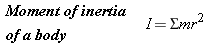 Moment of inertia
of a body
I = Σmr²